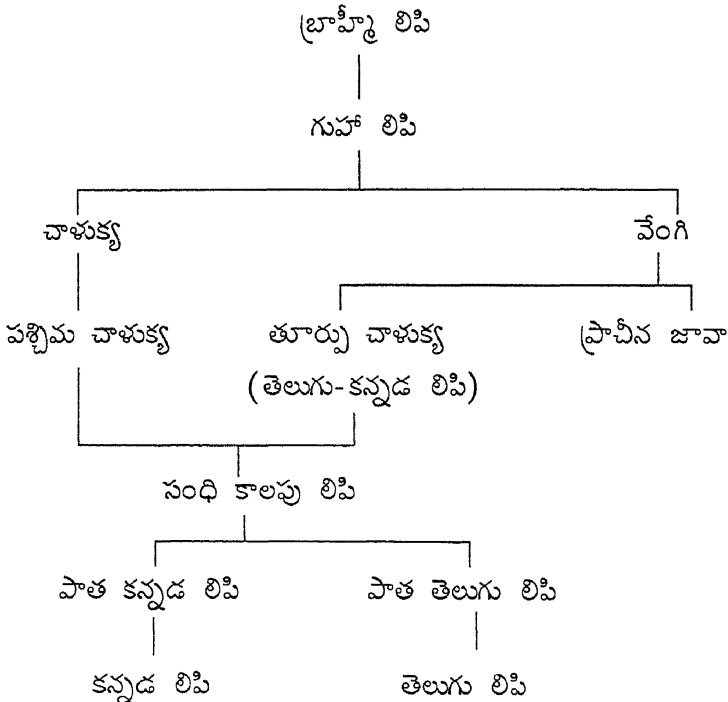 బ్రాహ్మీ లిపి
గుహా లిపి
చాళుక్య వేంగి
పశ్చిమ చాళుక్య తూర్పు చాళుక్య ప్రాచీన జావా
(తెలుగు-కన్నడ లిపి)
సంధి కాలపు లిపి
పాత కన్నడ లిపి పాత తెలుగు లిపి
కన్నడ లిపి తెలుగు లిపి